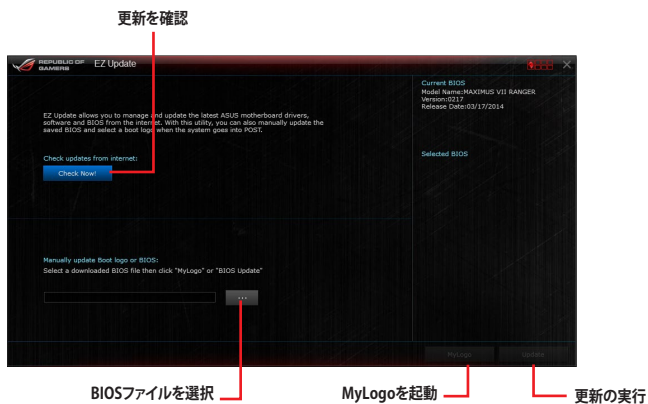 更新を確認
REPUBLIC OF
GAMERS
EZ Update
Current BIOS
Model Name:MAXIMUS VII RANGER
Version:0217
Release Date:03/17/2014
EZ Update allows you to manage and update the latest ASUS motherboard drivers,
software and BIOS from the internet. With this utility, you can also manually update the
saved BIOS and select a boot logo when the system goes into POST.
Check updates from internet:
Selected BIOS
Check Now!
Manually update Boot logo or BIOS:
Select a downloaded BIOS file then click "MyLogo" or "BIOS Update"
...
MyLogo
Update
BIOSファイルを選択
MyLogoを起動
更新の実行